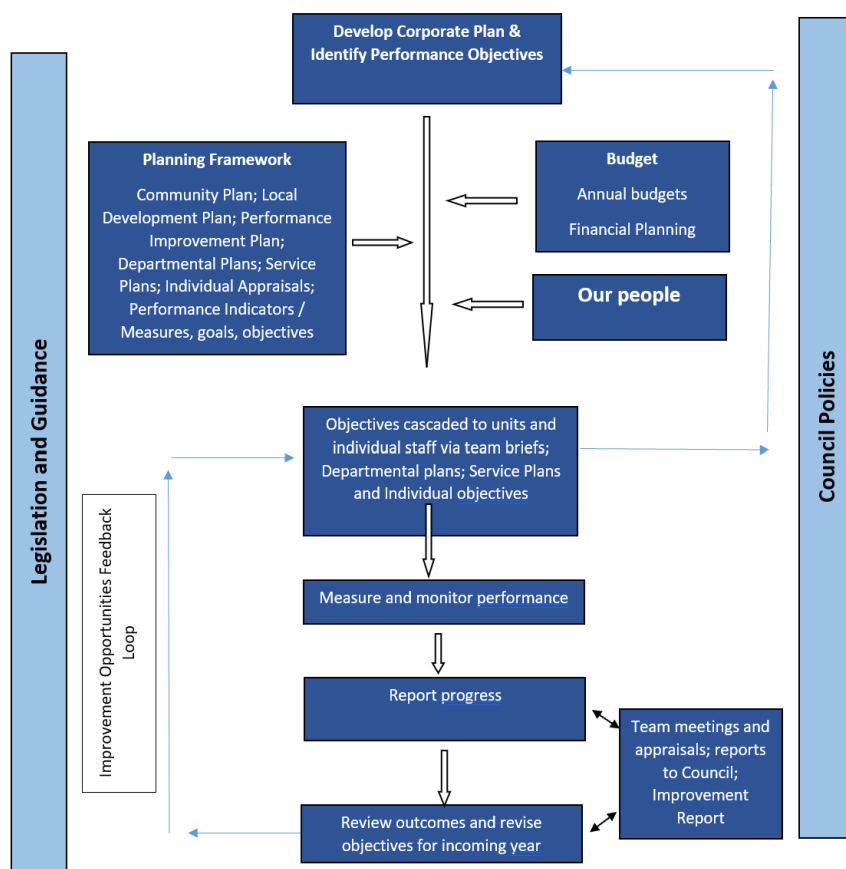 Develop Corporate Plan &
Identify Performance Objectives
Legislation and Guidance
Council Policies
Planning Framework
Community Plan; Local
Development Plan; Performance
Improvement Plan;
Departmental Plans; Service
Plans; Individual Appraisals;
Performance Indicators /
Measures, goals, objectives
Budget
Annual budgets
Financial Planning
Our people
Objectives cascaded to units and
individual staff via team briefs;
Departmental plans; Service Plans
and Individual objectives
Improvement Opportunities Feedback
Loop
Measure and monitor performance
Report progress
Team meetings and
appraisals; reports
to Council;
Improvement
Report
Review outcomes and revise
objectives for incoming year